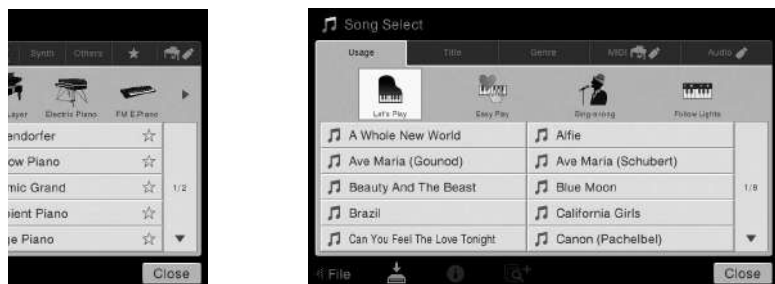 Synth Others
Layer Electric Piano FM E.Piano
endorfer
ow Piano
mic Grand
1/2
bient Piano
ge Piano
Close
Song Select
Usage Title Genre MIDI Audio
Let's Play Easy Play Sing-along Follow Lights
A Whole New World Alfie
Ave Maria (Gounod) Ave Maria (Schubert)
Beauty And The Beast Blue Moon
1/8
Brazil California Girls
Can You Feel The Love Tonight Canon (Pachelbel)
File Close